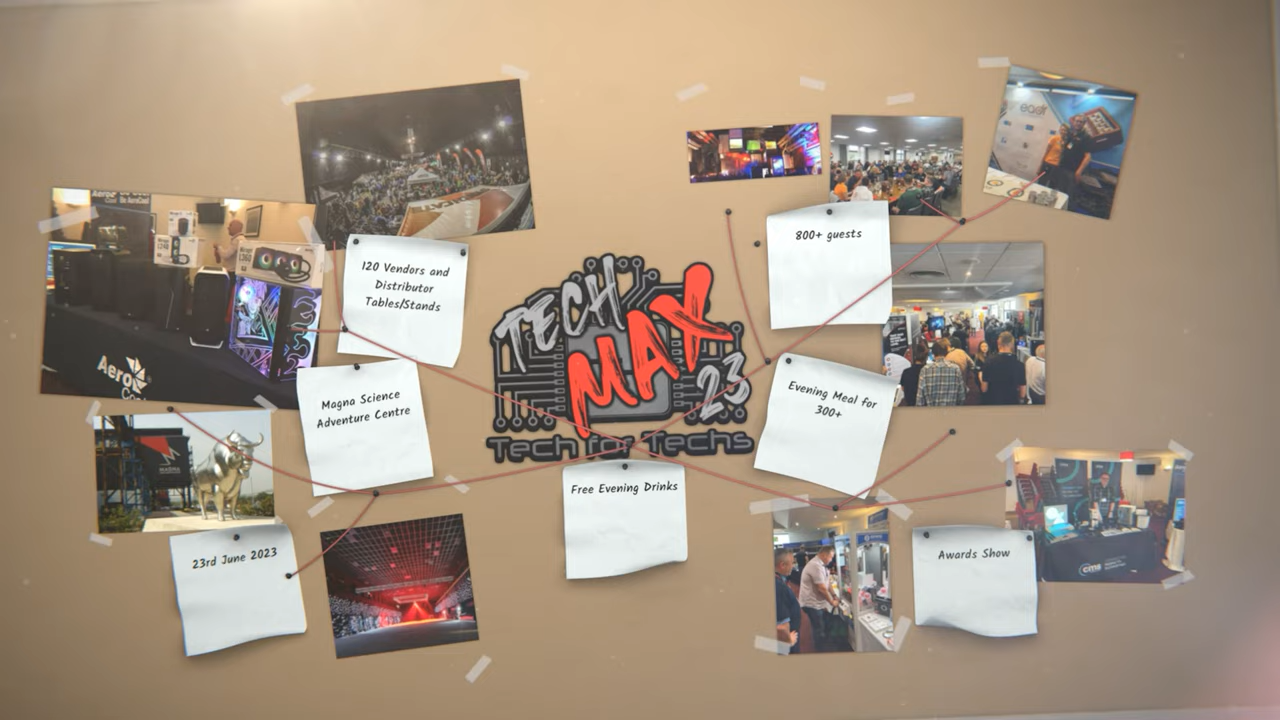 TECH
MAX
23
Tech for Techs
120 Vendors and
Distributor
Tables/Stands
Magna Science
Adventure Centre
23rd June 2023
Free Evening Drinks
800+ guests
Evening Meal for
300+
Awards Show
Aero
MAGNA
cms